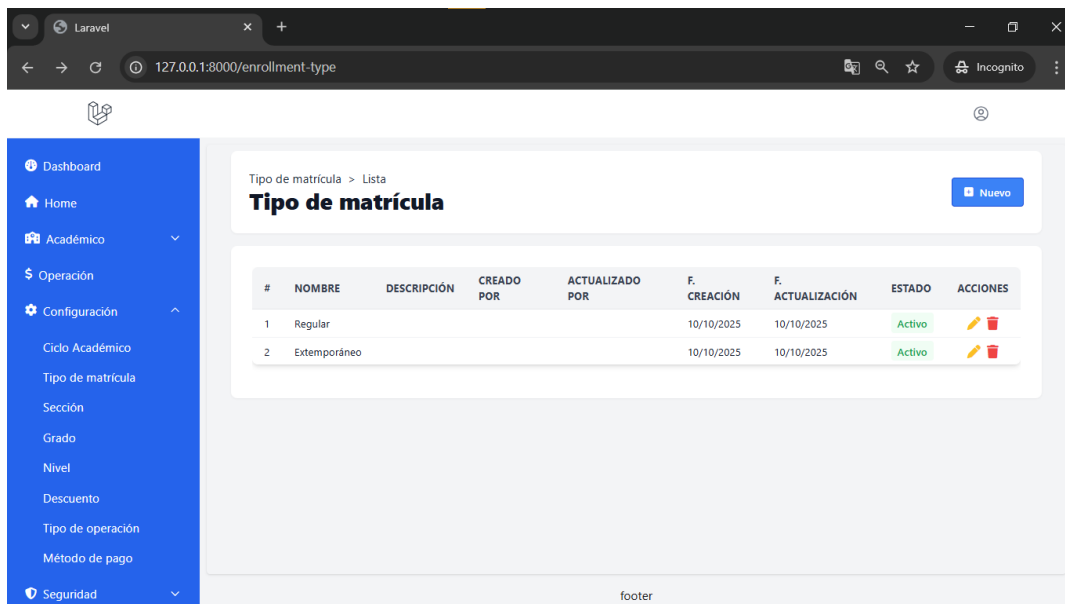 Laravel
127.0.0.1:8000/enrollment-type
Incognito
Dashboard
Home
Académico
Operación
Configuración
Ciclo Académico
Tipo de matrícula
Sección
Grado
Nivel
Descuento
Tipo de operación
Método de pago
Seguridad
Tipo de matrícula > Lista
Tipo de matrícula
Nuevo
# NOMBRE DESCRIPCIÓN CREADO POR ACTUALIZADO POR F. CREACIÓN F. ACTUALIZACIÓN ESTADO ACCIONES
1 Regular 10/10/2025 10/10/2025 Activo
2 Extemporáneo 10/10/2025 10/10/2025 Activo
footer